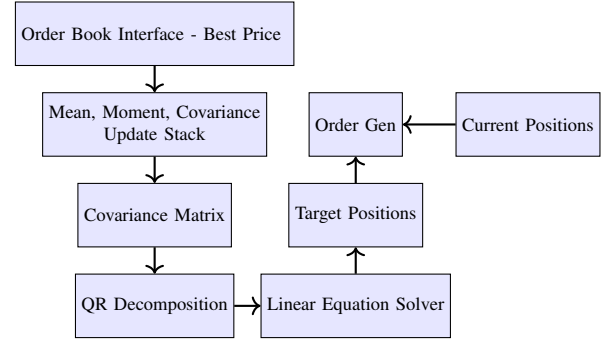 Order Book Interface - Best Price
Mean, Moment, Covariance
Update Stack
Order Gen
Current Positions
Covariance Matrix
Target Positions
QR Decomposition
Linear Equation Solver